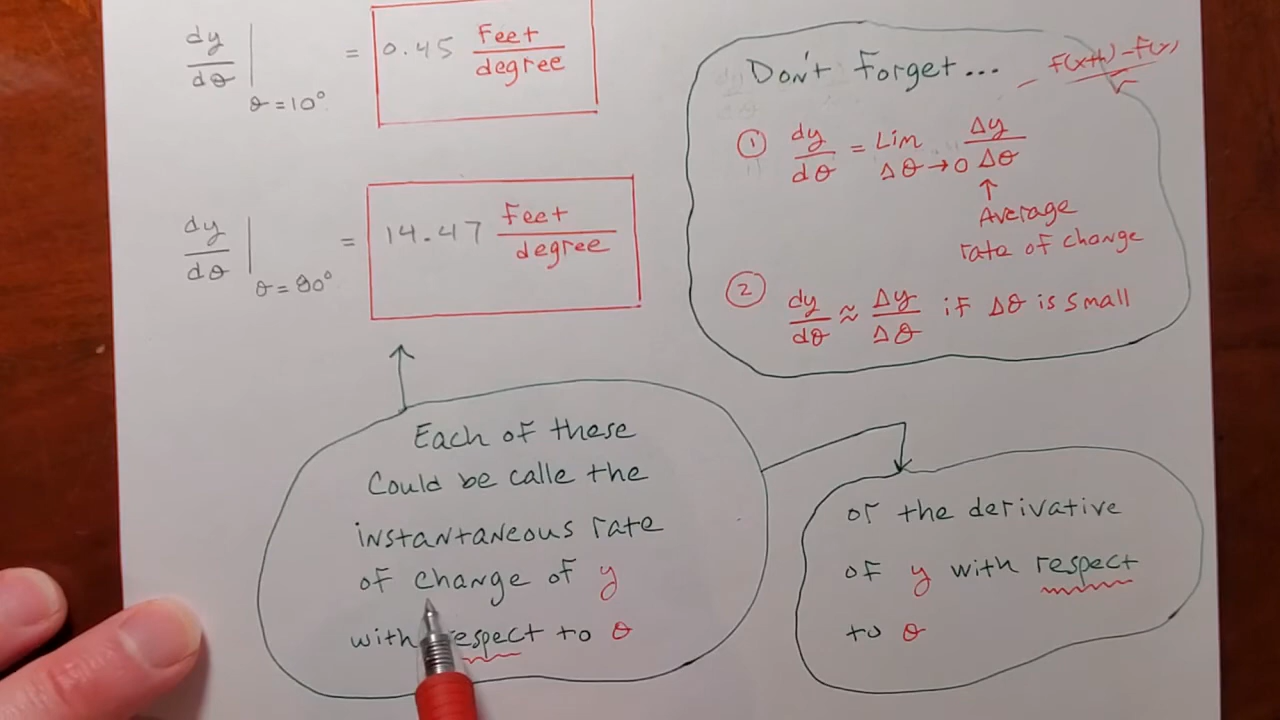 dy/dθ | θ=10° = 0.45 Feet/degree
dy/dθ | θ=80° = 14.47 Feet/degree
Don't Forget...
f(x+h)-f(x)
① dy/dθ = Lim Δθ→0 Δy/Δθ
↑
Average
rate of change
② dy/dθ ≈ Δy/Δθ if Δθ is small
Each of these
Could be calle the
instantaneous rate
of change of y
with respect to θ
or the derivative
of y with respect
to θ